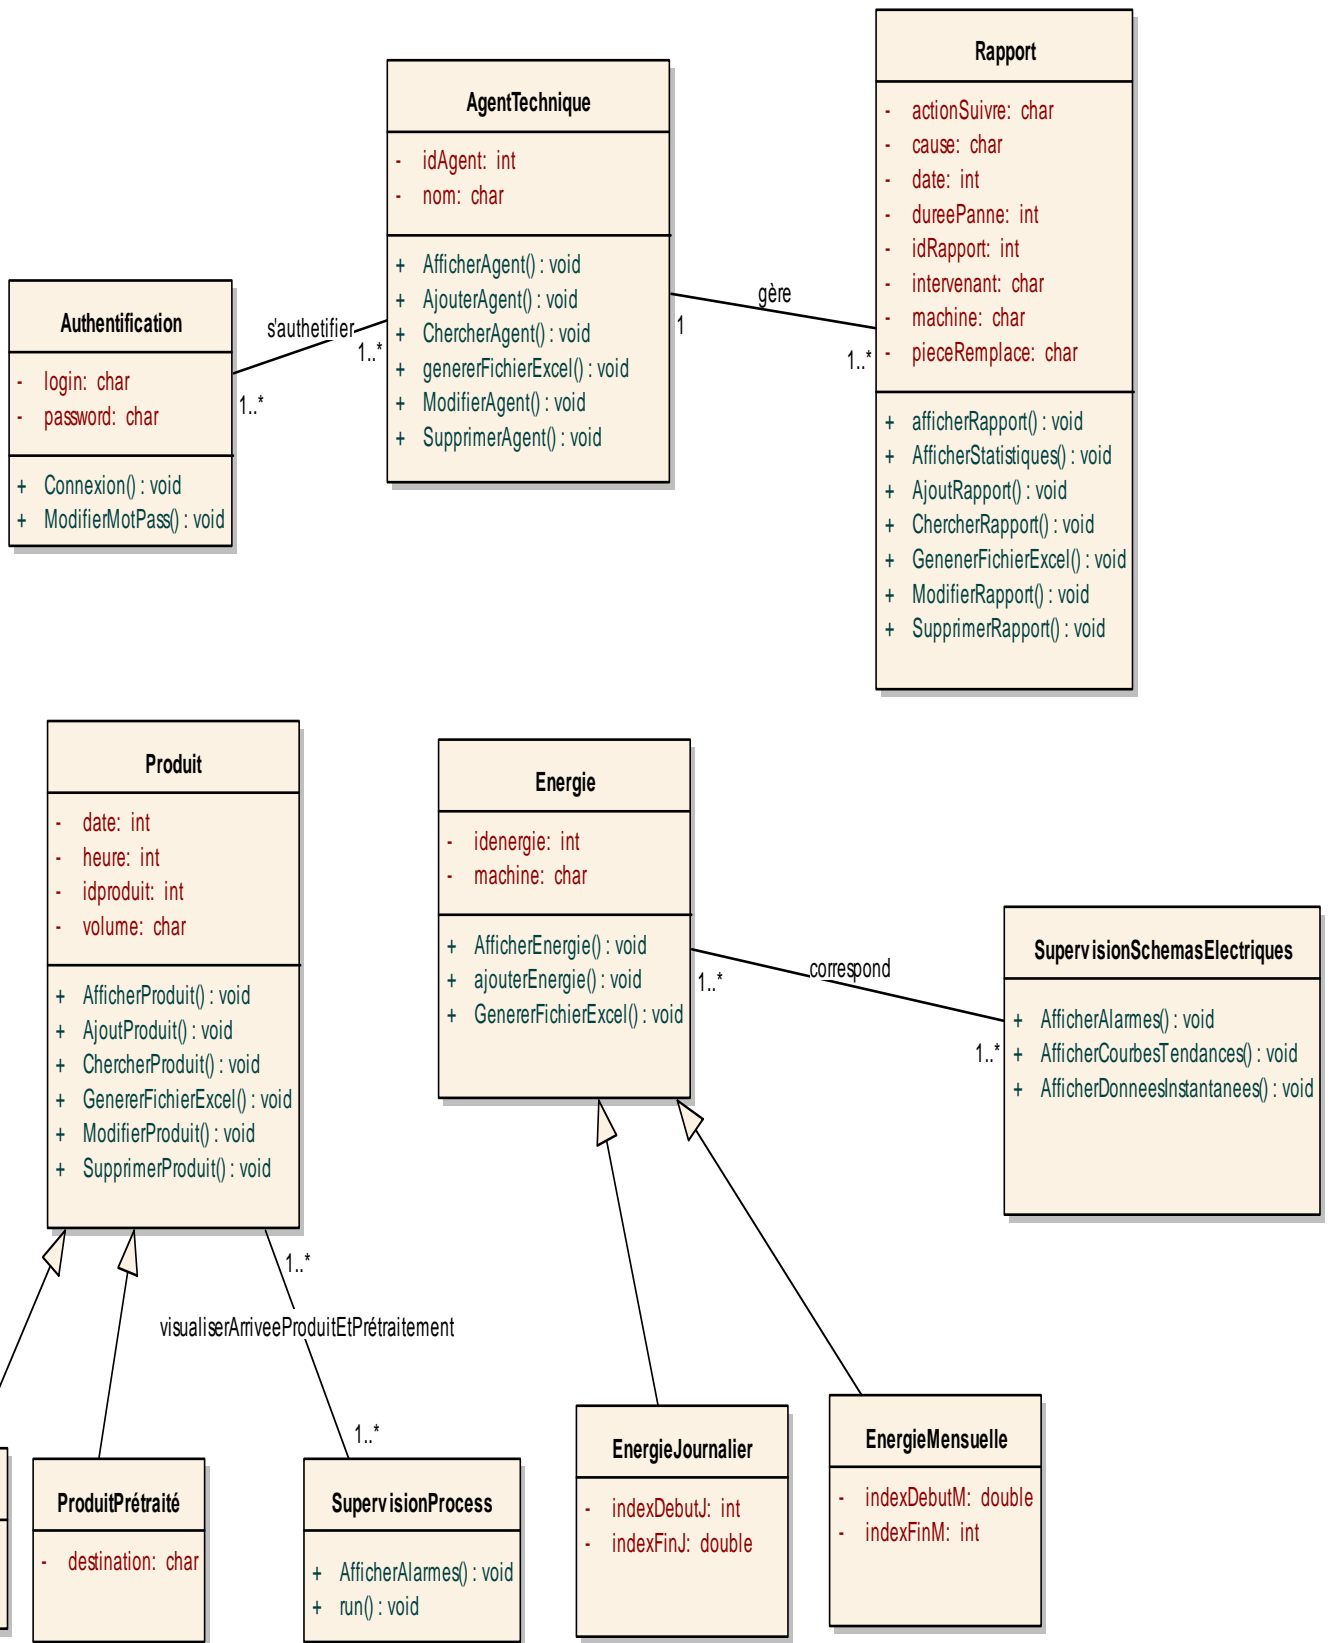 Rapport
- actionSuivre: char
- cause: char
- date: int
- dureePanne: int
- idRapport: int
- intervenant: char
- machine: char
- pieceRemplace: char
+ afficherRapport() : void
+ AfficherStatistiques() : void
+ AjoutRapport() : void
+ ChercherRapport() : void
+ GenenerFichierExcel() : void
+ ModifierRapport() : void
+ SupprimerRapport() : void
AgentTechnique
- idAgent: int
- nom: char
+ AfficherAgent() : void
+ AjouterAgent() : void
+ ChercherAgent() : void
+ genererFichierExcel() : void
+ ModifierAgent() : void
+ SupprimerAgent() : void
gère
1
1..*
Authentification
- login: char
- password: char
+ Connexion() : void
+ ModifierMotPass() : void
s'authetifier
1..*
1..*
Produit
- date: int
- heure: int
- idproduit: int
- volume: char
+ AfficherProduit() : void
+ AjoutProduit() : void
+ ChercherProduit() : void
+ GenererFichierExcel() : void
+ ModifierProduit() : void
+ SupprimerProduit() : void
Energie
- idenergie: int
- machine: char
+ AfficherEnergie() : void
+ ajouterEnergie() : void
+ GenererFichierExcel() : void
correspond
1..*
1..*
SupervisionSchemasElectriques
+ AfficherAlarmes() : void
+ AfficherCourbesTendances() : void
+ AfficherDonneesInstantanees() : void
1..*
visualiserArriveeProduitEtPrétraitement
1..*
ProduitPrétraité
- destination: char
SupervisionProcess
+ AfficherAlarmes() : void
+ run() : void
EnergieJournalier
- indexDebutJ: int
- indexFinJ: double
EnergieMensuelle
- indexDebutM: double
- indexFinM: int